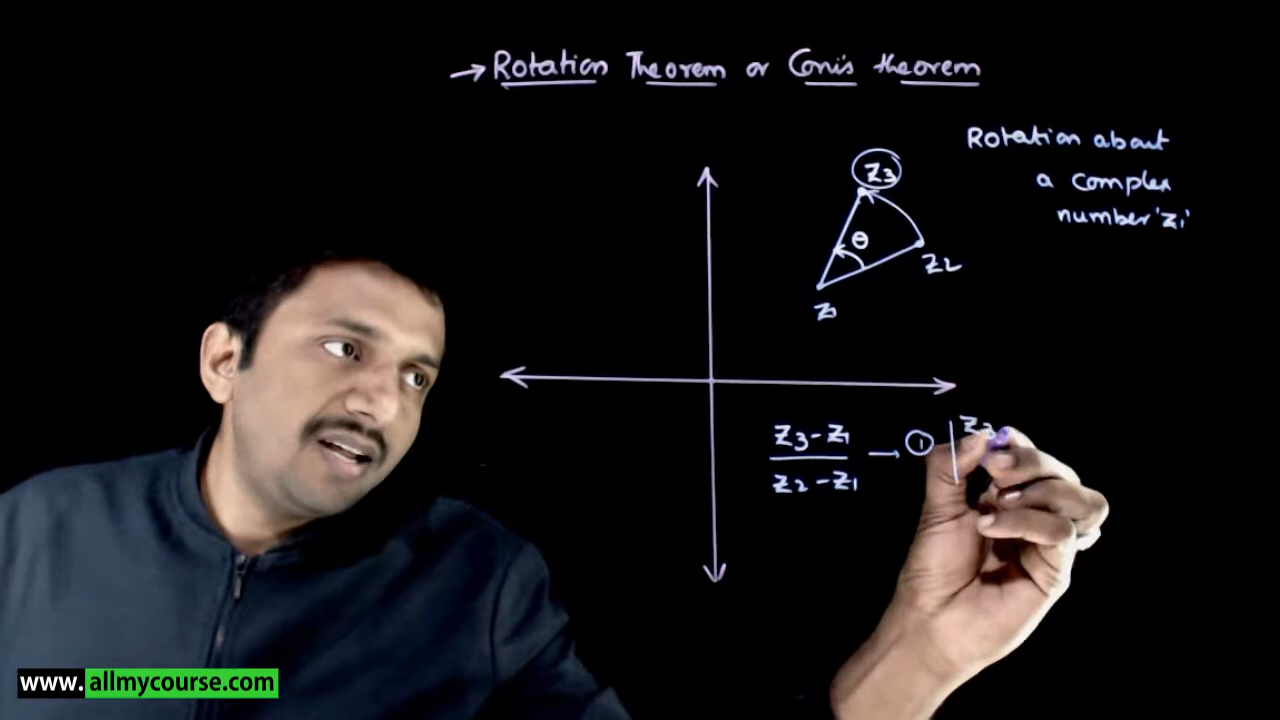 → Rotation Theorem or Coni's theorem
Rotation about
a complex
number 'z1'
z3
θ
z2
z1
z3 - z1
z2 - z1
→ ①
|z3
www.allmycourse.com